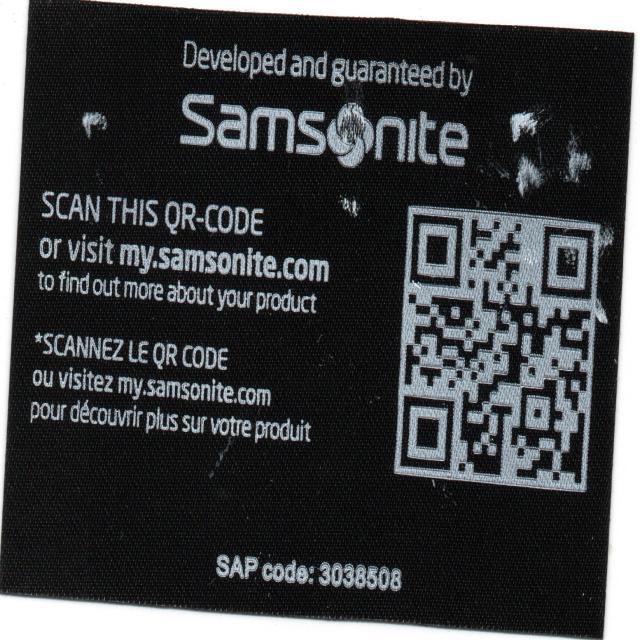 Developed and guaranteed by
Samsonite
SCAN THIS QR-CODE
or visit my.samsonite.com
to find out more about your product
*SCANNEZ LE QR CODE
ou visitez my.samsonite.com
pour découvrir plus sur votre produit
SAP code: 3038508